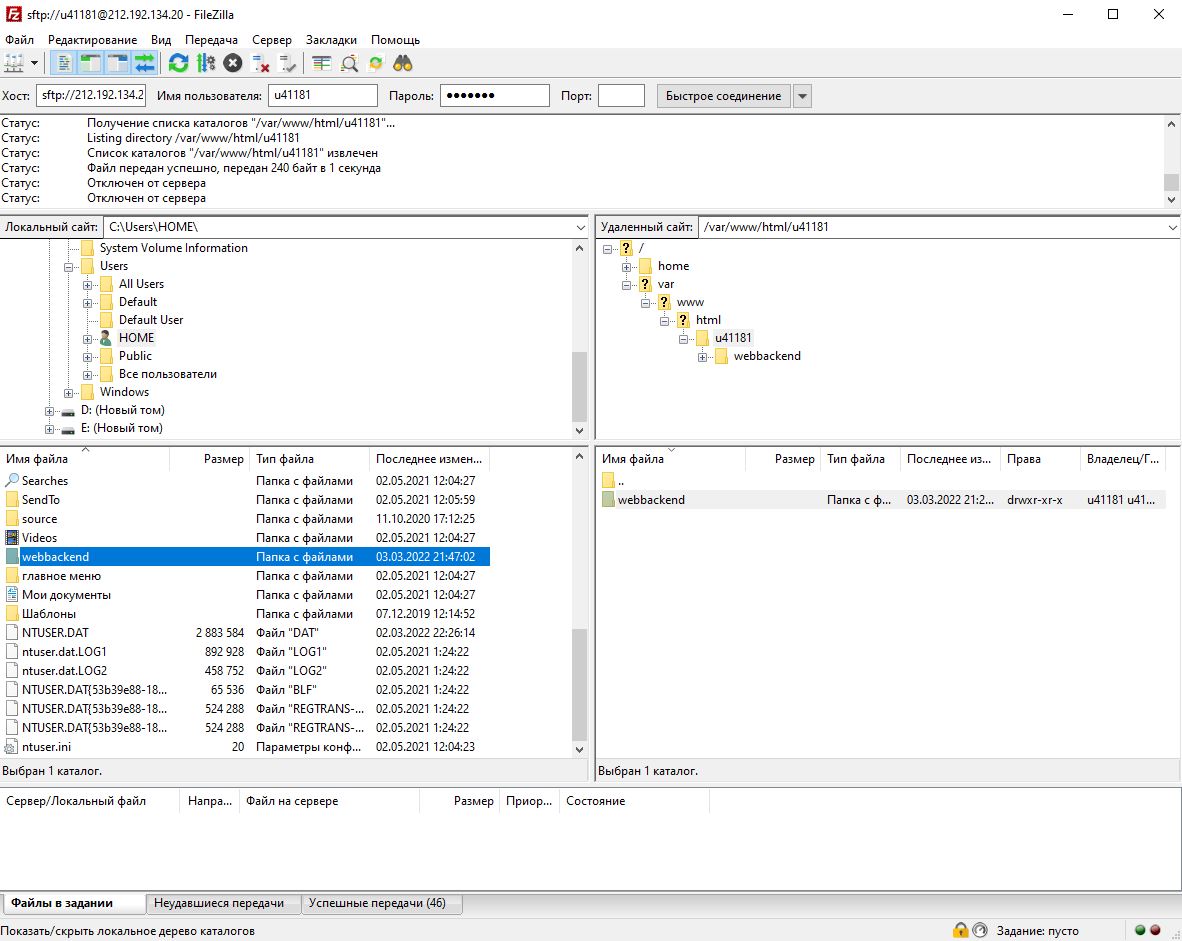 sftp://u41181@212.192.134.20 - FileZilla
Файл Редактирование Вид Передача Сервер Закладки Помощь
Хост: sftp://212.192.134.2 Имя пользователя: u41181 Пароль: ●●●●●●● Порт: Быстрое соединение
Статус: Получение списка каталогов "/var/www/html/u41181"...
Статус: Listing directory /var/www/html/u41181
Статус: Список каталогов "/var/www/html/u41181" извлечен
Статус: Файл передан успешно, передан 240 байт в 1 секунда
Статус: Отключен от сервера
Статус: Отключен от сервера
Локальный сайт: C:\Users\HOME\
System Volume Information
Users
All Users
Default
Default User
HOME
Public
Все пользователи
Windows
D: (Новый том)
E: (Новый том)
Удаленный сайт: /var/www/html/u41181
/
home
var
www
html
u41181
webbackend
Имя файла Размер Тип файла Последнее измен...
Searches Папка с файлами 02.05.2021 12:04:27
SendTo Папка с файлами 02.05.2021 12:05:59
source Папка с файлами 11.10.2020 17:12:25
Videos Папка с файлами 02.05.2021 12:04:27
webbackend Папка с файлами 03.03.2022 21:47:02
главное меню Папка с файлами 02.05.2021 12:04:27
Мои документы Папка с файлами 02.05.2021 12:04:27
Шаблоны Папка с файлами 07.12.2019 12:14:52
NTUSER.DAT 2 883 584 Файл "DAT" 02.03.2022 22:26:14
ntuser.dat.LOG1 892 928 Файл "LOG1" 02.05.2021 1:24:22
ntuser.dat.LOG2 458 752 Файл "LOG2" 02.05.2021 1:24:22
NTUSER.DAT{53b39e88-18... 65 536 Файл "BLF" 02.05.2021 1:24:22
NTUSER.DAT{53b39e88-18... 524 288 Файл "REGTRANS-... 02.05.2021 1:24:22
NTUSER.DAT{53b39e88-18... 524 288 Файл "REGTRANS-... 02.05.2021 1:24:22
ntuser.ini 20 Параметры конф... 02.05.2021 12:04:23
Выбран 1 каталог.
Имя файла Размер Тип файла Последнее из... Права Владелец/Г...
..
webbackend Папка с ф... 03.03.2022 21:2... drwxr-xr-x u41181 u41...
Выбран 1 каталог.
Сервер/Локальный файл Напра... Файл на сервере Размер Приор... Состояние
Файлы в задании Неудавшиеся передачи Успешные передачи (46)
Показать/скрыть локальное дерево каталогов Задание: пусто